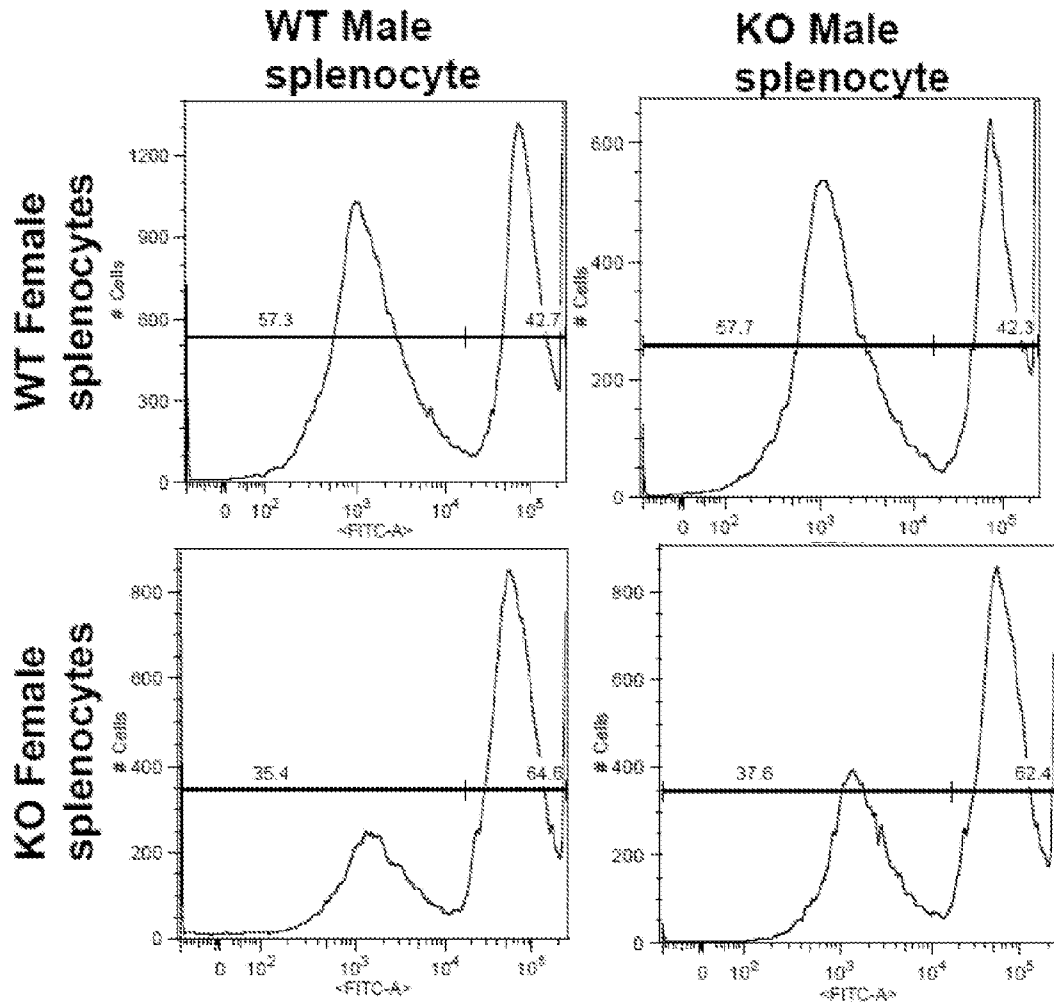 WT Male
splenocyte
KO Male
splenocyte
WT Female
splenocytes
KO Female
splenocytes
# Cells
1200
900
600
300
0
57.3
42.7
0 10² 10³ 10⁴ 10⁵
<FITC-A>
# Cells
600
400
200
0
57.7
42.3
0 10² 10³ 10⁴ 10⁵
# Cells
800
600
400
200
0
35.4
64.6
0 10² 10³ 10⁴ 10⁵
<FITC-A>
# Cells
800
600
400
200
0
37.6
62.4
0 10² 10³ 10⁴ 10⁵
<FITC-A>